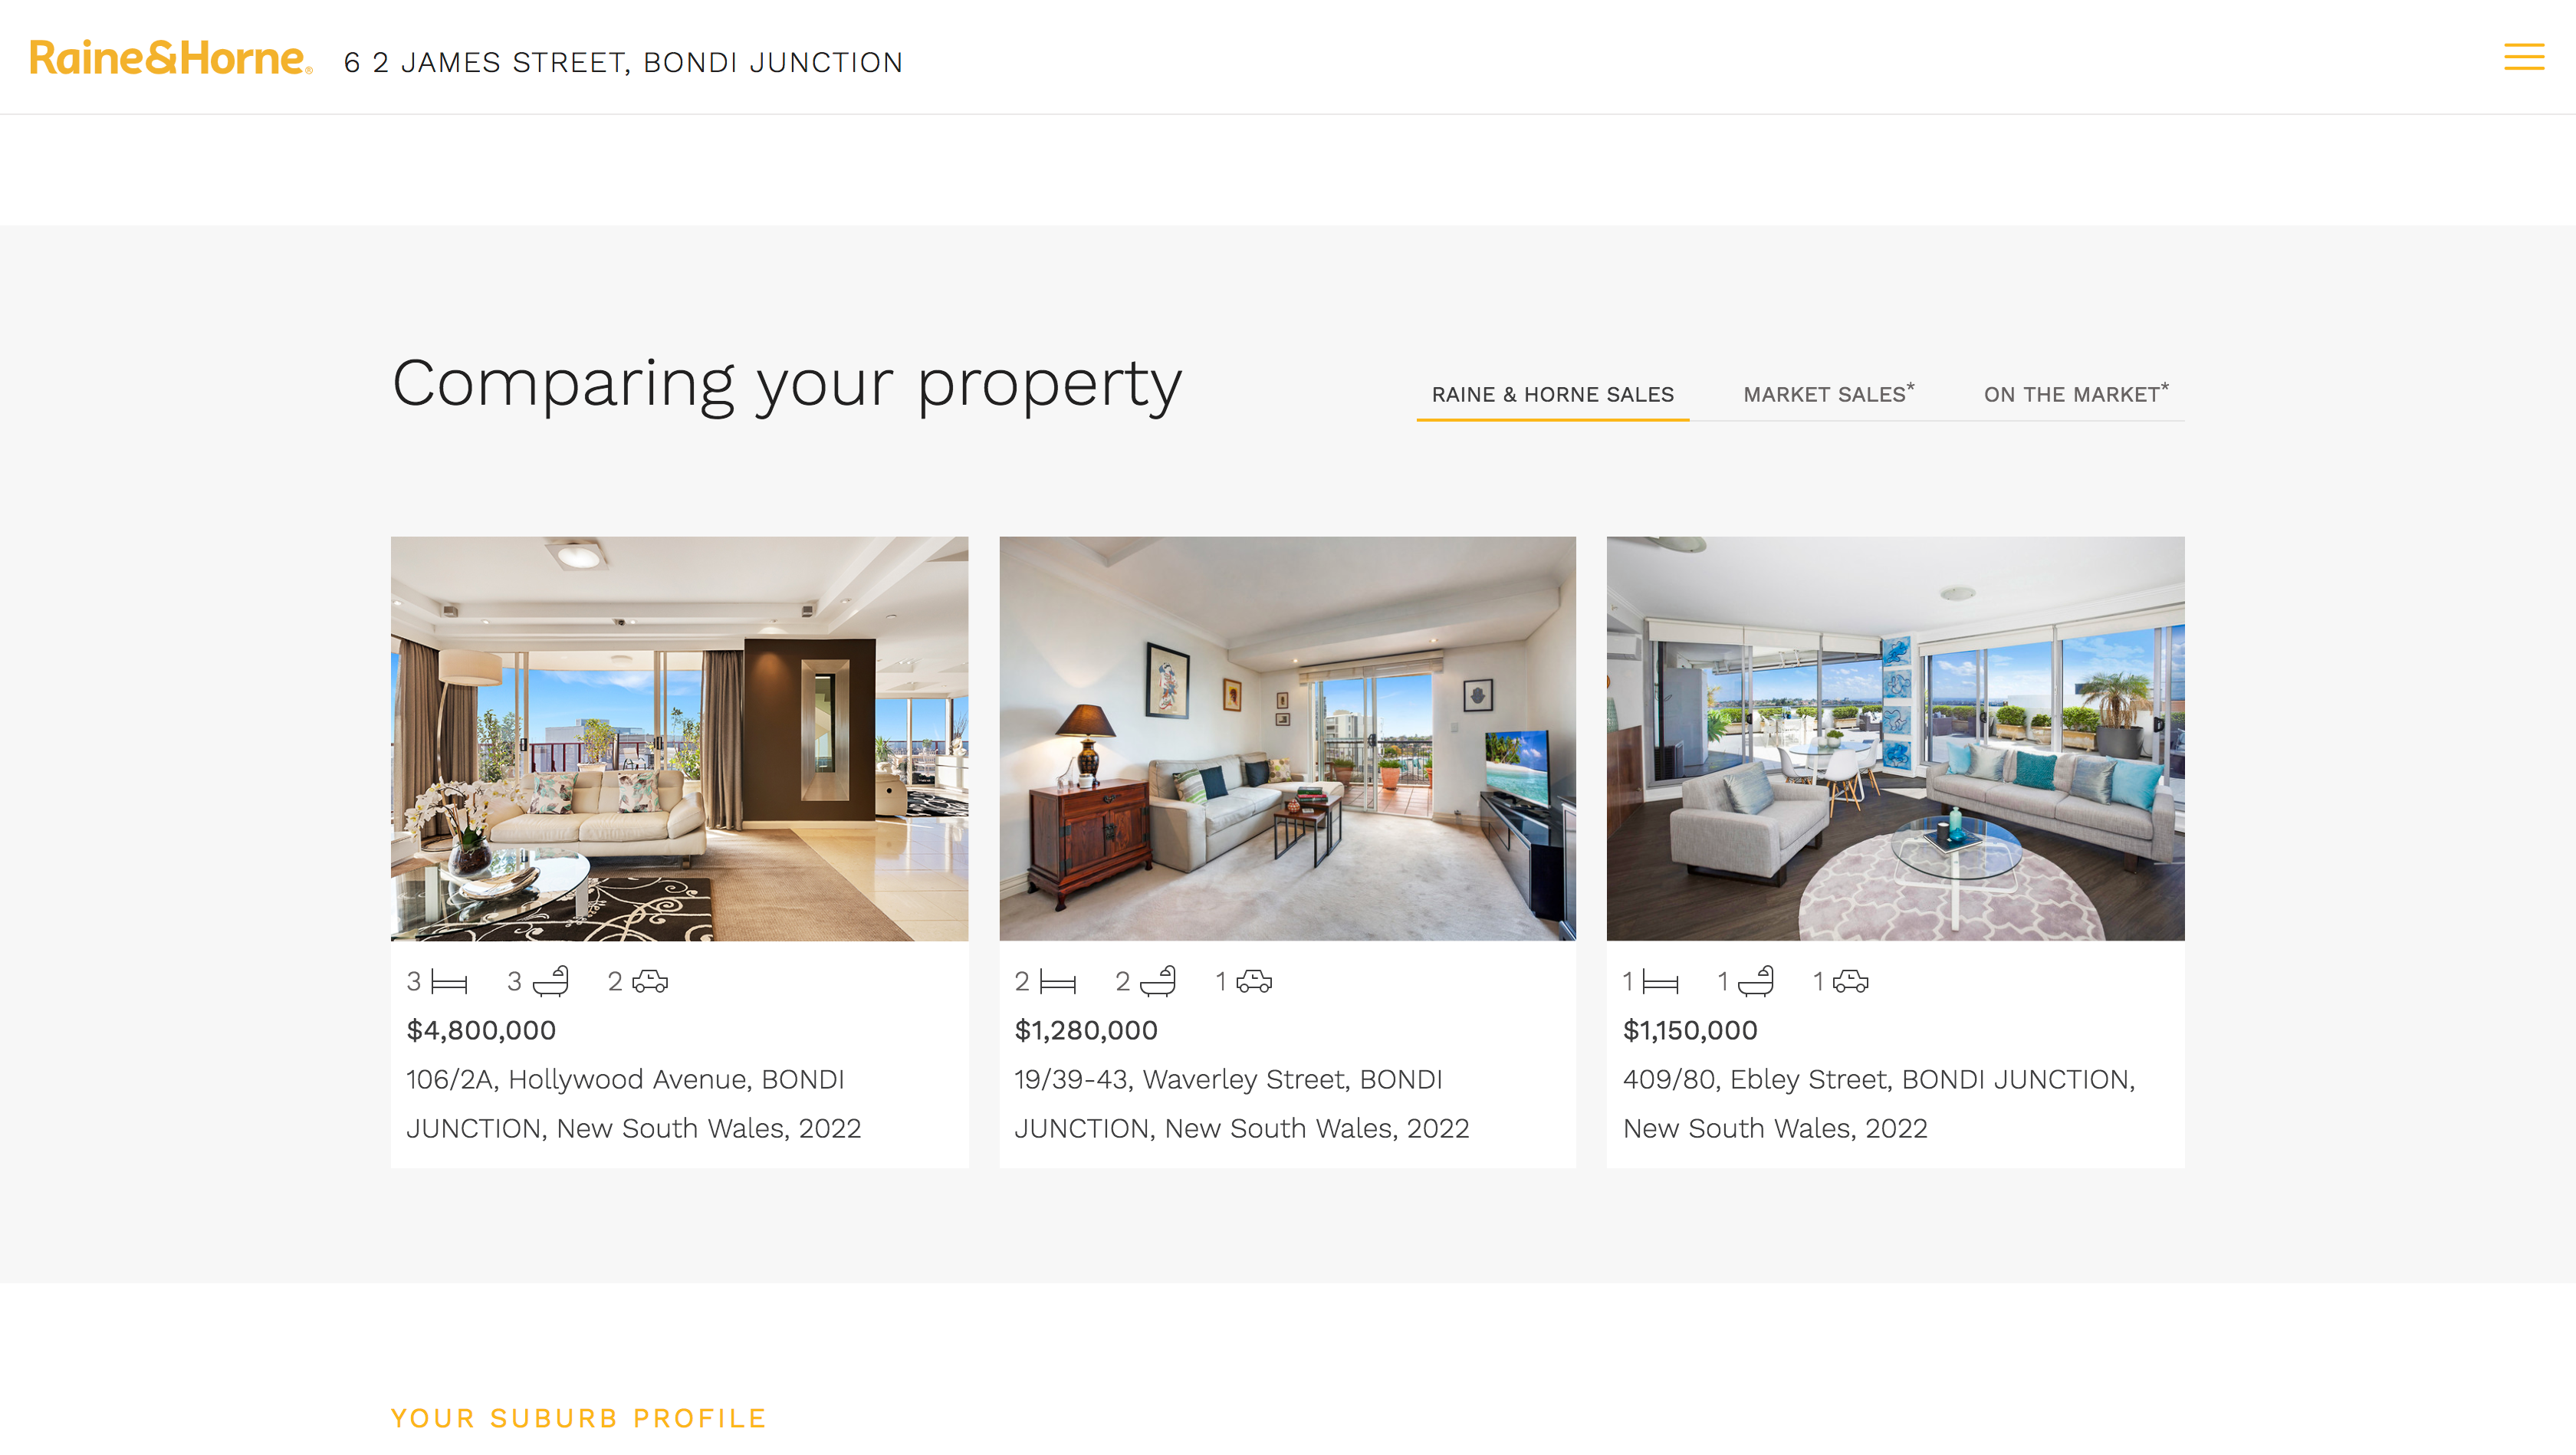 Raine&Horne®
6 2 JAMES STREET, BONDI JUNCTION
Comparing your property
RAINE & HORNE SALES
MARKET SALES*
ON THE MARKET*
3 3 2
$4,800,000
106/2A, Hollywood Avenue, BONDI
JUNCTION, New South Wales, 2022
2 2 1
$1,280,000
19/39-43, Waverley Street, BONDI
JUNCTION, New South Wales, 2022
1 1 1
$1,150,000
409/80, Ebley Street, BONDI JUNCTION,
New South Wales, 2022
YOUR SUBURB PROFILE